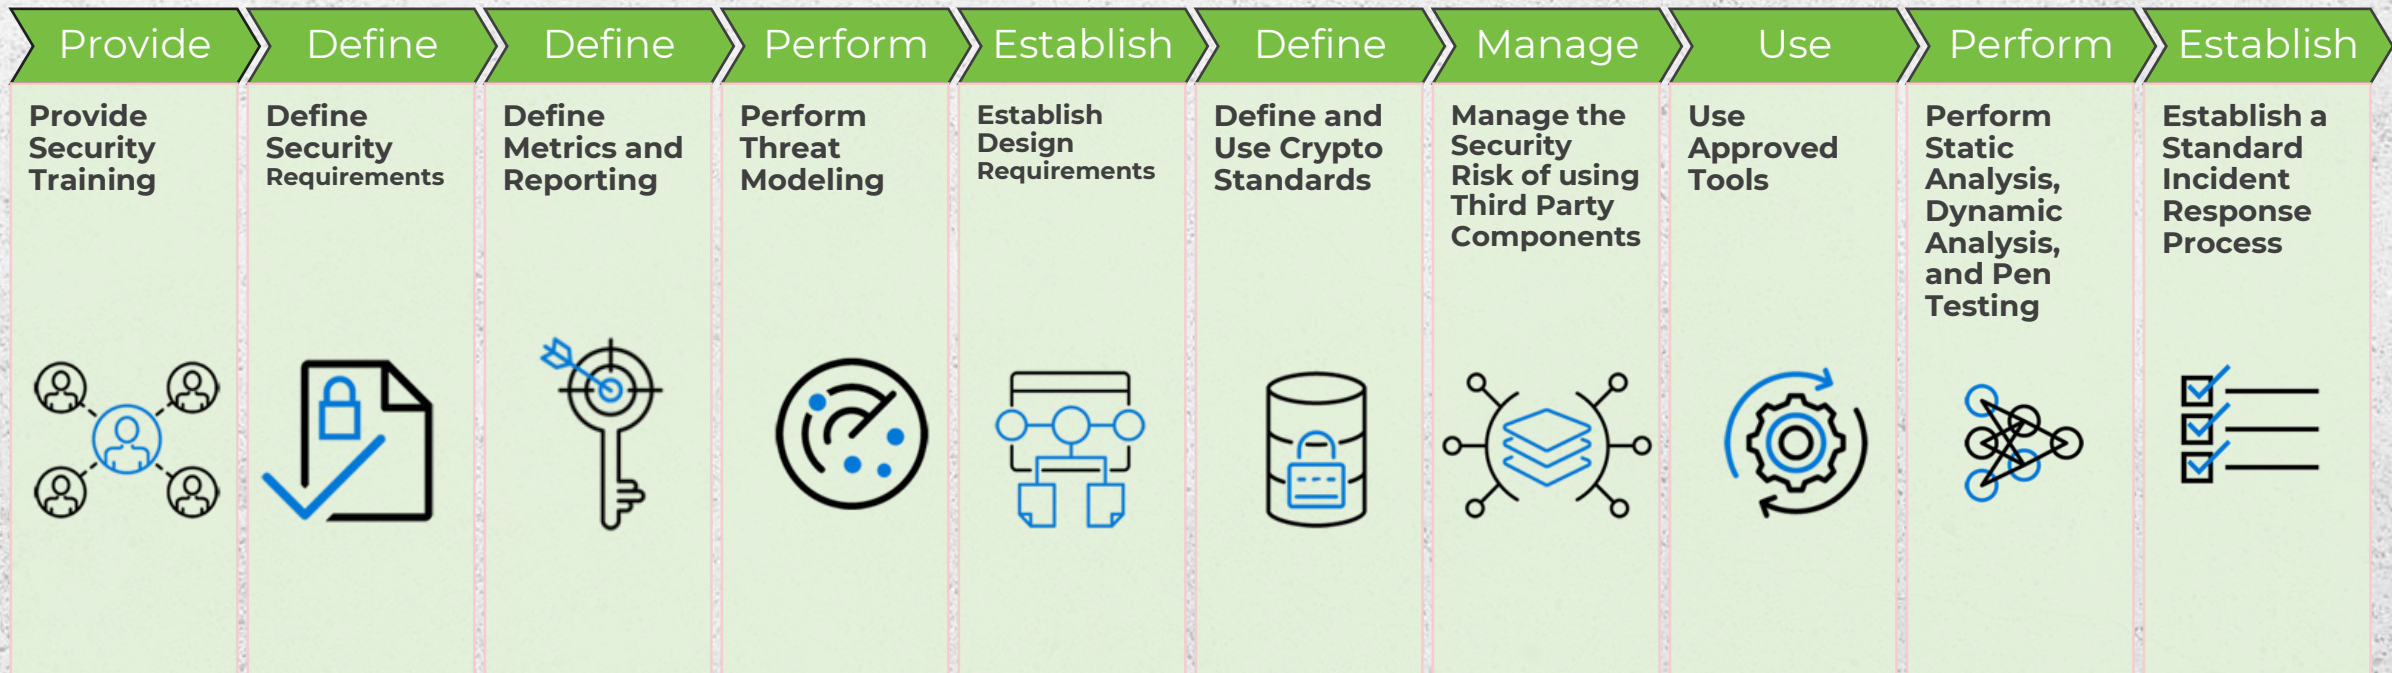 Provide
Define
Define
Perform
Establish
Define
Manage
Use
Perform
Establish
Provide
Security
Training
Define
Security
Requirements
Define
Metrics and
Reporting
Perform
Threat
Modeling
Establish
Design
Requirements
Define and
Use Crypto
Standards
Manage the
Security
Risk of using
Third Party
Components
Use
Approved
Tools
Perform
Static
Analysis,
Dynamic
Analysis,
and Pen
Testing
Establish a
Standard
Incident
Response
Process